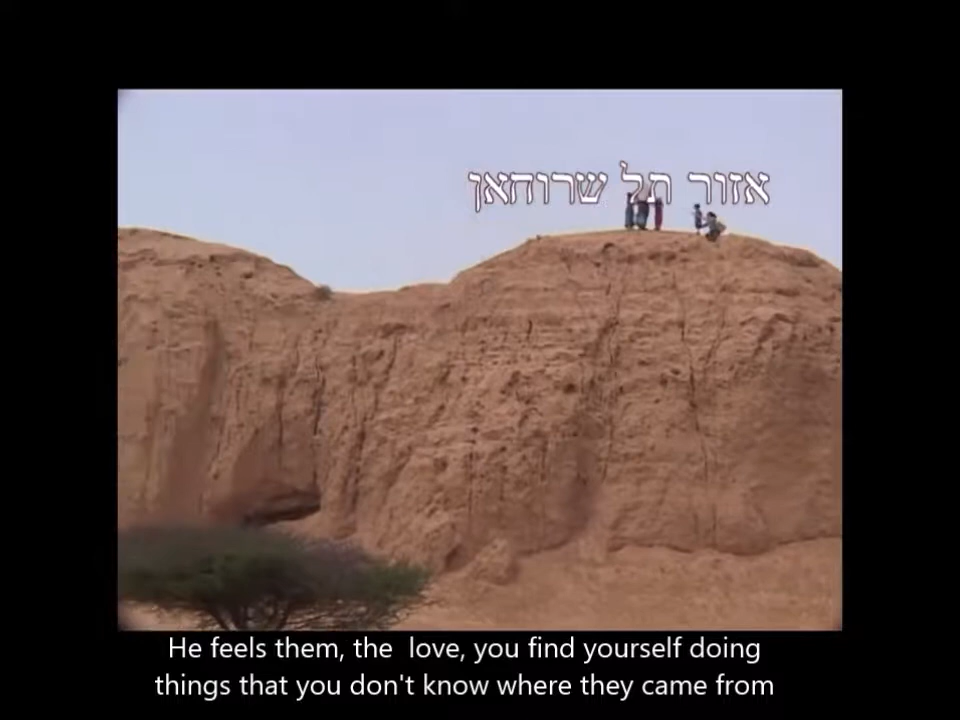 אזור תל שרוחאן
He feels them, the  love, you find yourself doing
things that you don't know where they came from